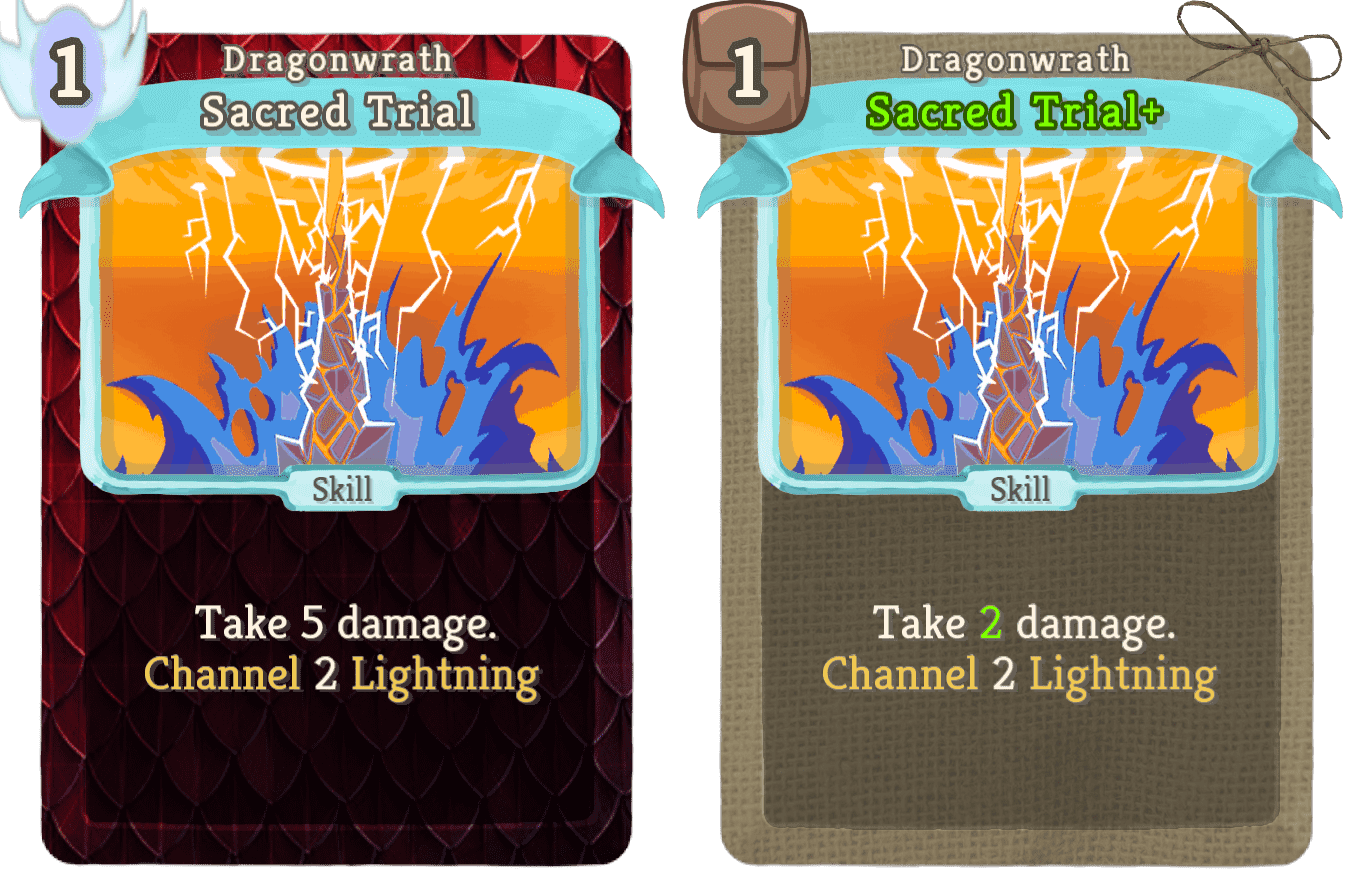 1
Dragonwrath
Sacred Trial
Skill
Take 5 damage.
Channel 2 Lightning
1
Dragonwrath
Sacred Trial+
Skill
Take 2 damage.
Channel 2 Lightning